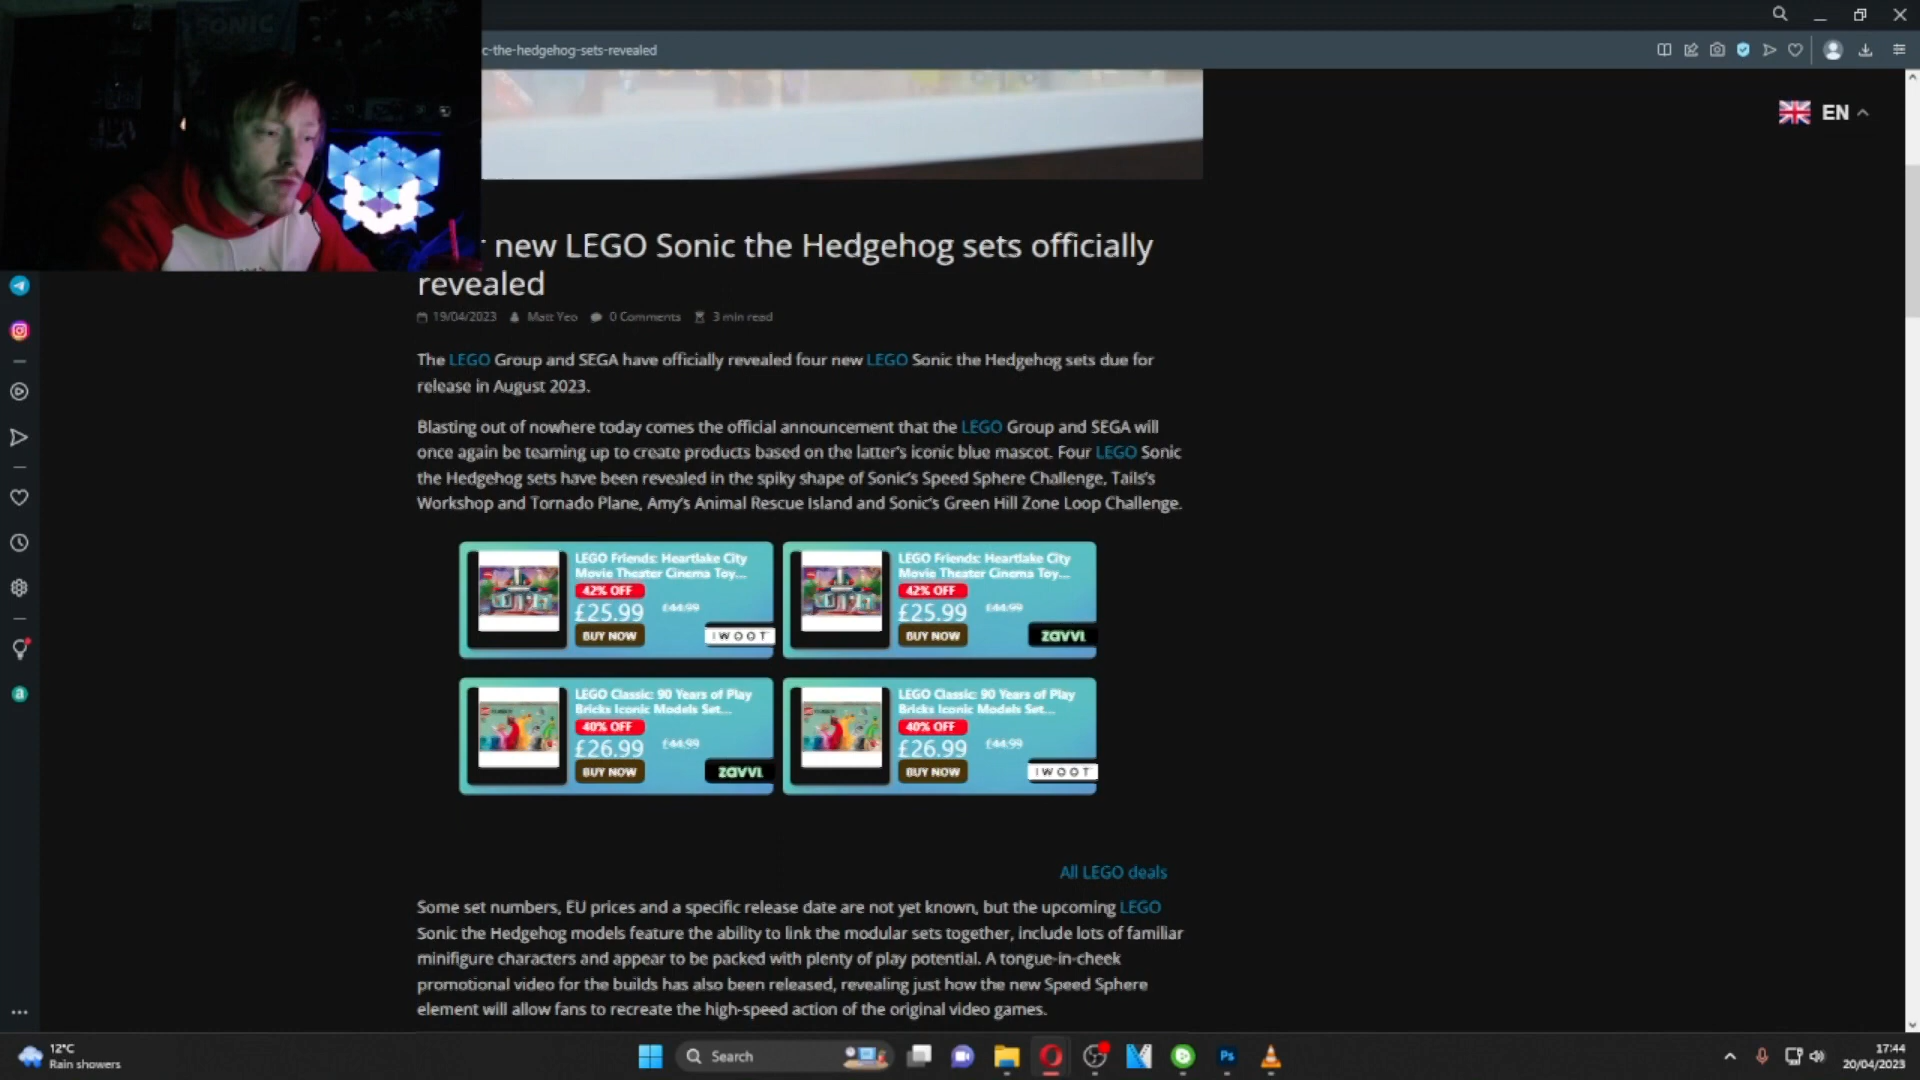 SONIC
c-the-hedgehog-sets-revealed
EN
new LEGO Sonic the Hedgehog sets officially
revealed
19/04/2023 Matt Yeo 0 Comments 3 min read
The LEGO Group and SEGA have officially revealed four new LEGO Sonic the Hedgehog sets due for
release in August 2023.
Blasting out of nowhere today comes the official announcement that the LEGO Group and SEGA will
once again be teaming up to create products based on the latter's iconic blue mascot. Four LEGO Sonic
the Hedgehog sets have been revealed in the spiky shape of Sonic's Speed Sphere Challenge, Tails's
Workshop and Tornado Plane, Amy's Animal Rescue Island and Sonic's Green Hill Zone Loop Challenge.
LEGO Friends: Heartlake City
Movie Theater Cinema Toy...
42% OFF
£25.99 £44.99
BUY NOW IWOOT
LEGO Friends: Heartlake City
Movie Theater Cinema Toy...
42% OFF
£25.99 £44.99
BUY NOW zavvi
LEGO Classic: 90 Years of Play
Bricks Iconic Models Set...
40% OFF
£26.99 £44.99
BUY NOW zavvi
LEGO Classic: 90 Years of Play
Bricks Iconic Models Set...
40% OFF
£26.99 £44.99
BUY NOW IWOOT
All LEGO deals
Some set numbers, EU prices and a specific release date are not yet known, but the upcoming LEGO
Sonic the Hedgehog models feature the ability to link the modular sets together, include lots of familiar
minifigure characters and appear to be packed with plenty of play potential. A tongue-in-cheek
promotional video for the builds has also been released, revealing just how the new Speed Sphere
element will allow fans to recreate the high-speed action of the original video games.
12°C
Rain showers
Search
Ps
17:44
20/04/2023